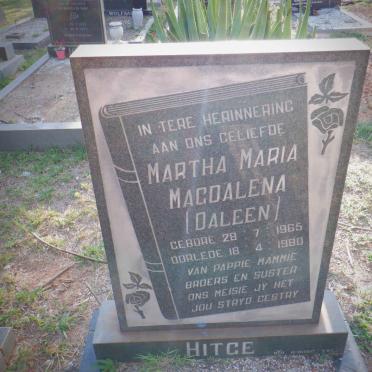 IN TERE HERINNERING
AAN ONS GELIEFDE
MARTHA MARIA
MAGDALENA
(DALEEN)
GEBORE 28 7 1965
OORLEDE 18 4 1980
VAN PAPPIE MAMMIE
BROERS EN SUSTER
ONS MEISIE JY HET
JOU STRYD GESTRY
HITGE